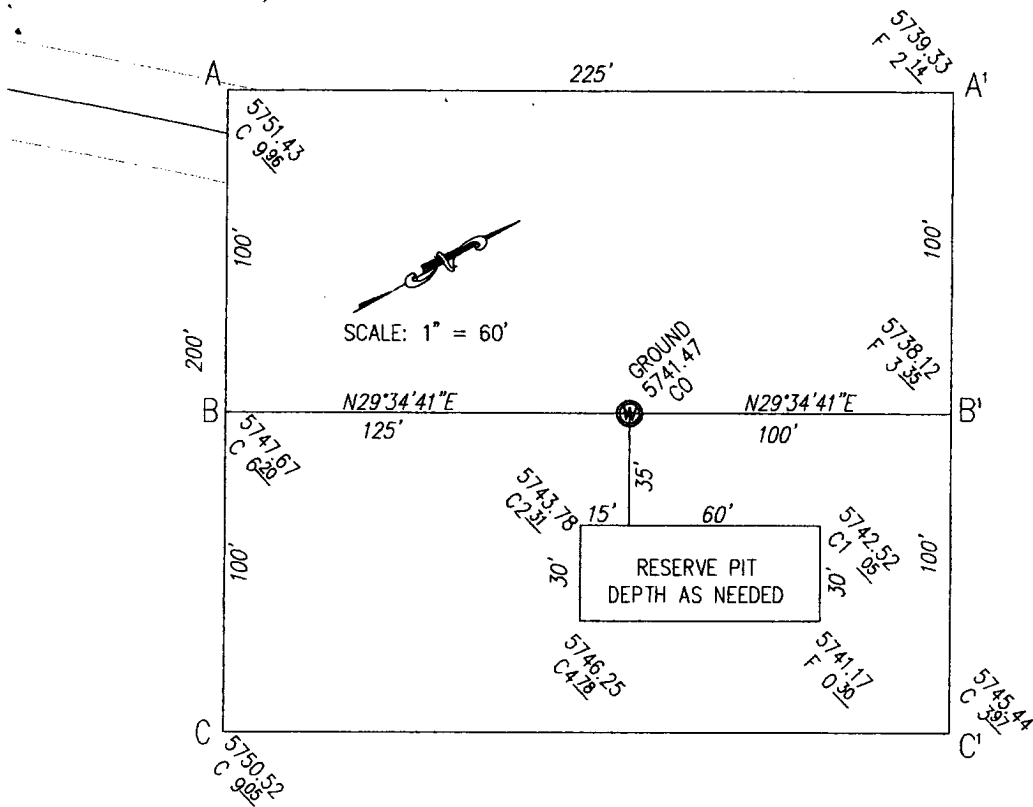 5739.33
F 2.14
A
225'
A¹
5751.43
C 9.96
100'
100'
SCALE: 1" = 60'
200'
GROUND
5741.47
C0
5738.12
F 3.35
B
N29°34'41"E
125'
W
N29°34'41"E
100'
B¹
5747.67
C 6.20
35'
5743.78
C2.31
15'
60'
5742.52
C1.05
100'
30'
RESERVE PIT
DEPTH AS NEEDED
30'
100'
5746.25
C4.78
5741.17
F 0.30
5745.44
C 3.97
C
C¹
5750.52
C 9.05